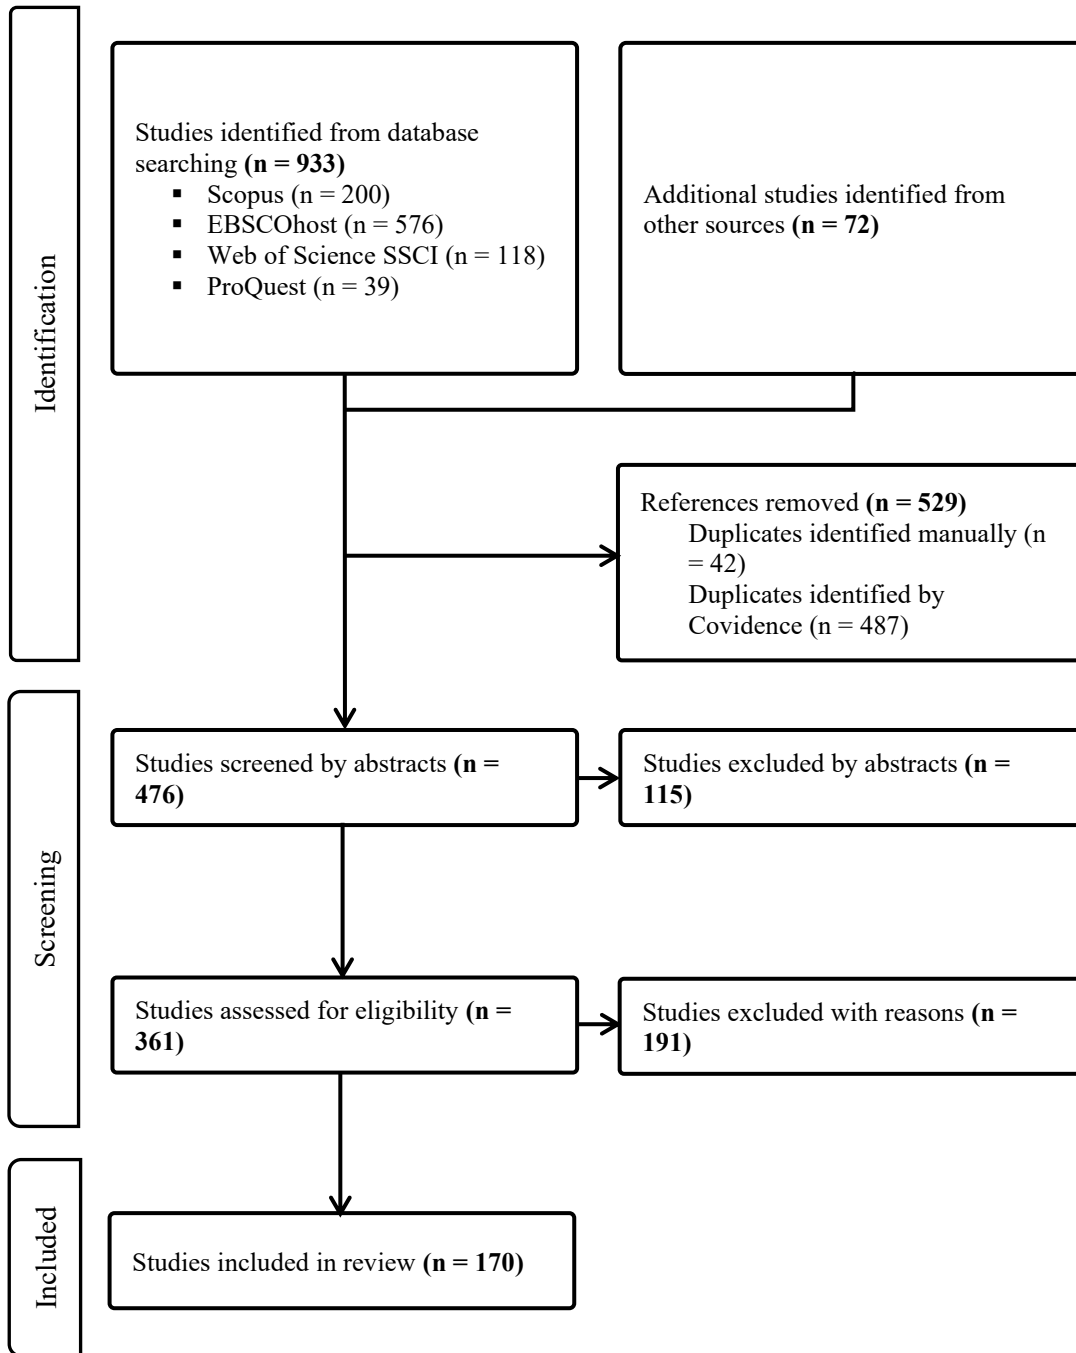 Identification
Studies identified from database
searching (n = 933)
▪ Scopus (n = 200)
▪ EBSCOhost (n = 576)
▪ Web of Science SSCI (n = 118)
▪ ProQuest (n = 39)
Additional studies identified from
other sources (n = 72)
References removed (n = 529)
Duplicates identified manually (n
= 42)
Duplicates identified by
Covidence (n = 487)
Screening
Studies screened by abstracts (n =
476)
Studies excluded by abstracts (n =
115)
Studies assessed for eligibility (n =
361)
Studies excluded with reasons (n =
191)
Included
Studies included in review (n = 170)